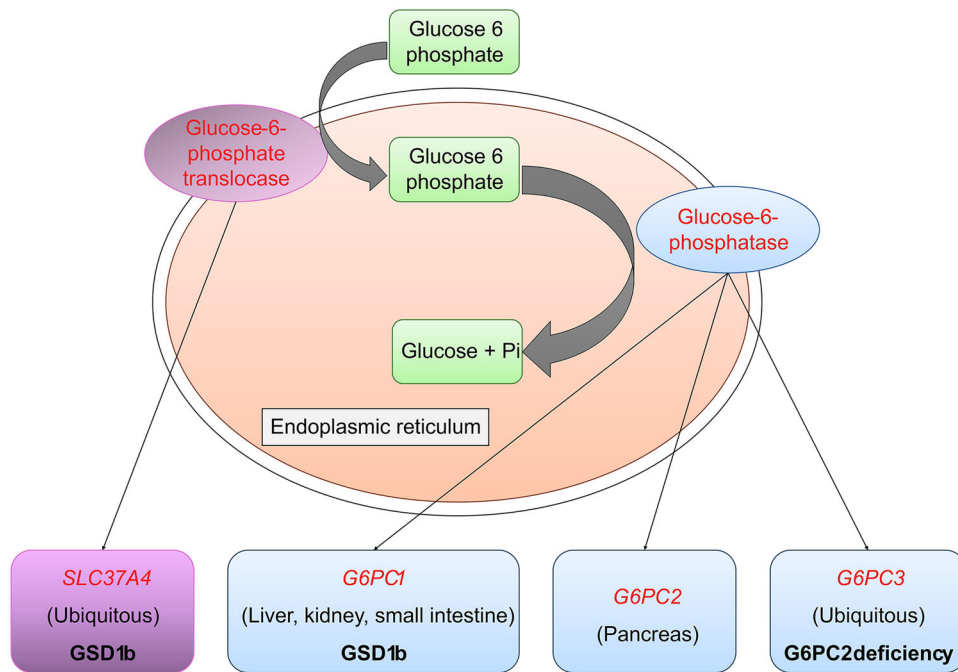 Glucose 6
phosphate
Glucose-6-
phosphate
translocase
Glucose 6
phosphate
Glucose-6-
phosphatase
Glucose + Pi
Endoplasmic reticulum
SLC37A4
(Ubiquitous)
GSD1b
G6PC1
(Liver, kidney, small intestine)
GSD1b
G6PC2
(Pancreas)
G6PC3
(Ubiquitous)
G6PC2deficiency